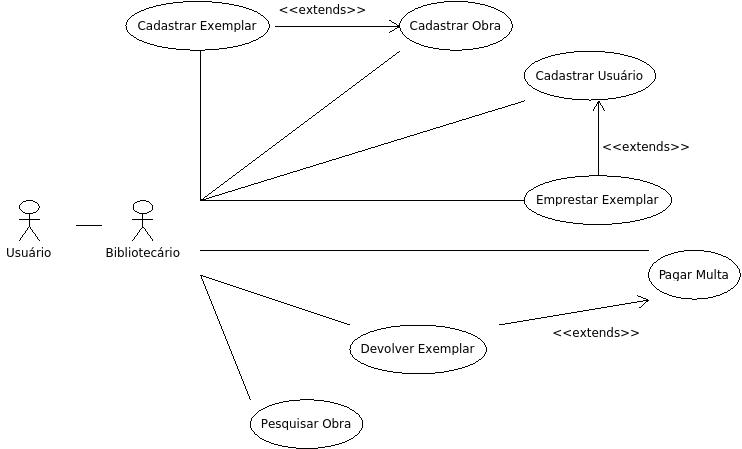 <<extends>>
Cadastrar Exemplar
Cadastrar Obra
Cadastrar Usuário
<<extends>>
Emprestar Exemplar
Usuário
Bibliotecário
Pagar Multa
<<extends>>
Devolver Exemplar
Pesquisar Obra